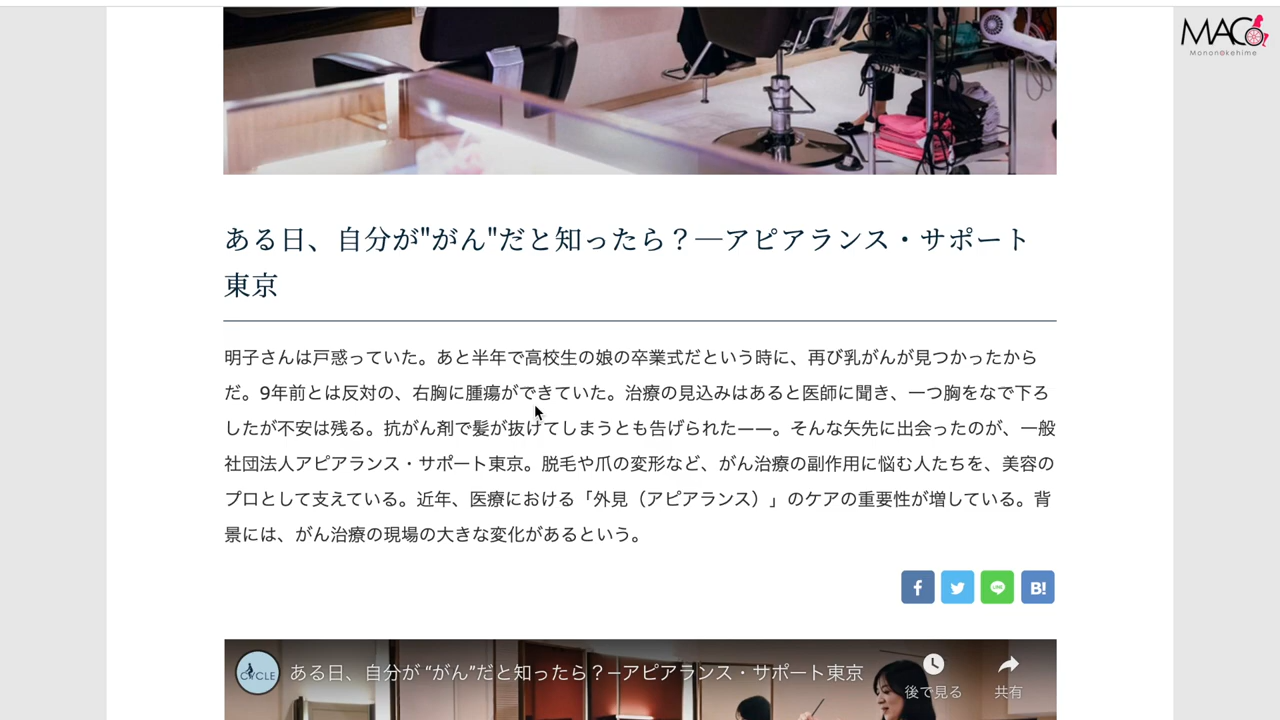 MACO
Monon@kehime
ある日、自分が"がん"だと知ったら？―アピアランス・サポート
東京
明子さんは戸惑っていた。あと半年で高校生の娘の卒業式だという時に、再び乳がんが見つかったから
だ。9年前とは反対の、右胸に腫瘍ができていた。治療の見込みはあると医師に聞き、一つ胸をなで下ろ
したが不安は残る。抗がん剤で髪が抜けてしまうとも告げられたーー。そんな矢先に出会ったのが、一般
社団法人アピアランス・サポート東京。脱毛や爪の変形など、がん治療の副作用に悩む人たちを、美容の
プロとして支えている。近年、医療における「外見（アピアランス）」のケアの重要性が増している。背
景には、がん治療の現場の大きな変化があるという。
f
LINE
B!
CYCLE
ある日、自分が “がん”だと知ったら？–アピアランス・サポート東京
後で見る
共有